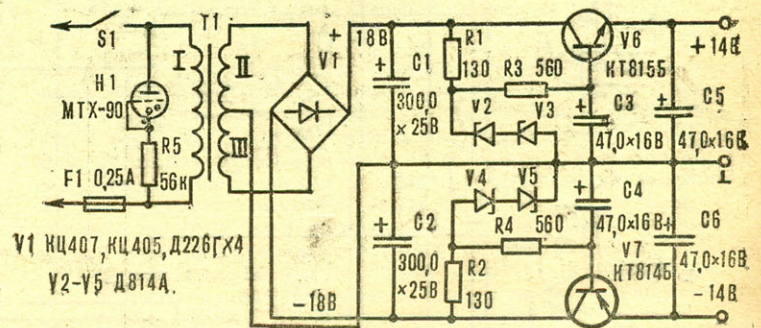 S1
T1
I
II
III
H1
МТХ-90
R5
56к
F1 0,25А
V1 КЦ407, КЦ405, Д226Г×4
V2-V5 Д814А.
+
V1
18В
+
C1
300,0
×25В
R1
130
R3 560
V2
V3
V6
КТ815Б
+
C3
47,0×16В
+
C5
47,0×16В
+14В
⊥
V4
V5
R4
560
+
C4
47,0×16В
V7
КТ814Б
+
C6
47,0×16В
-14В
+
C2
300,0
×25В
R2
130
-18В